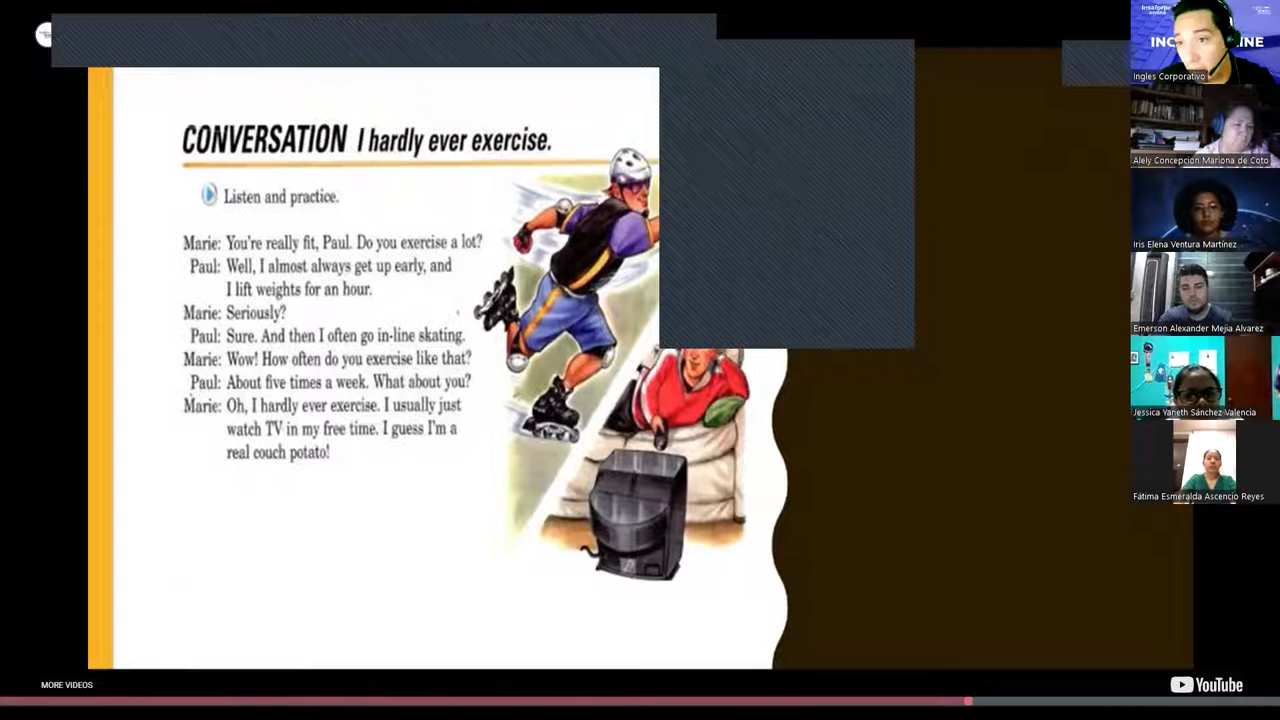 CONVERSATION I hardly ever exercise.
Listen and practice.
Marie: You're really fit, Paul. Do you exercise a lot?
Paul: Well, I almost always get up early, and
I lift weights for an hour.
Marie: Seriously?
Paul: Sure. And then I often go in-line skating.
Marie: Wow! How often do you exercise like that?
Paul: About five times a week. What about you?
Marie: Oh, I hardly ever exercise. I usually just
watch TV in my free time. I guess I'm a
real couch potato!
Ingles Corporativo
Alely Concepcion Mariona de Coto
Iris Elena Ventura Martínez
Emerson Alexander Mejia Alvarez
Jessica Yaneth Sánchez Valencia
Fátima Esmeralda Ascencio Reyes
MORE VIDEOS
YouTube